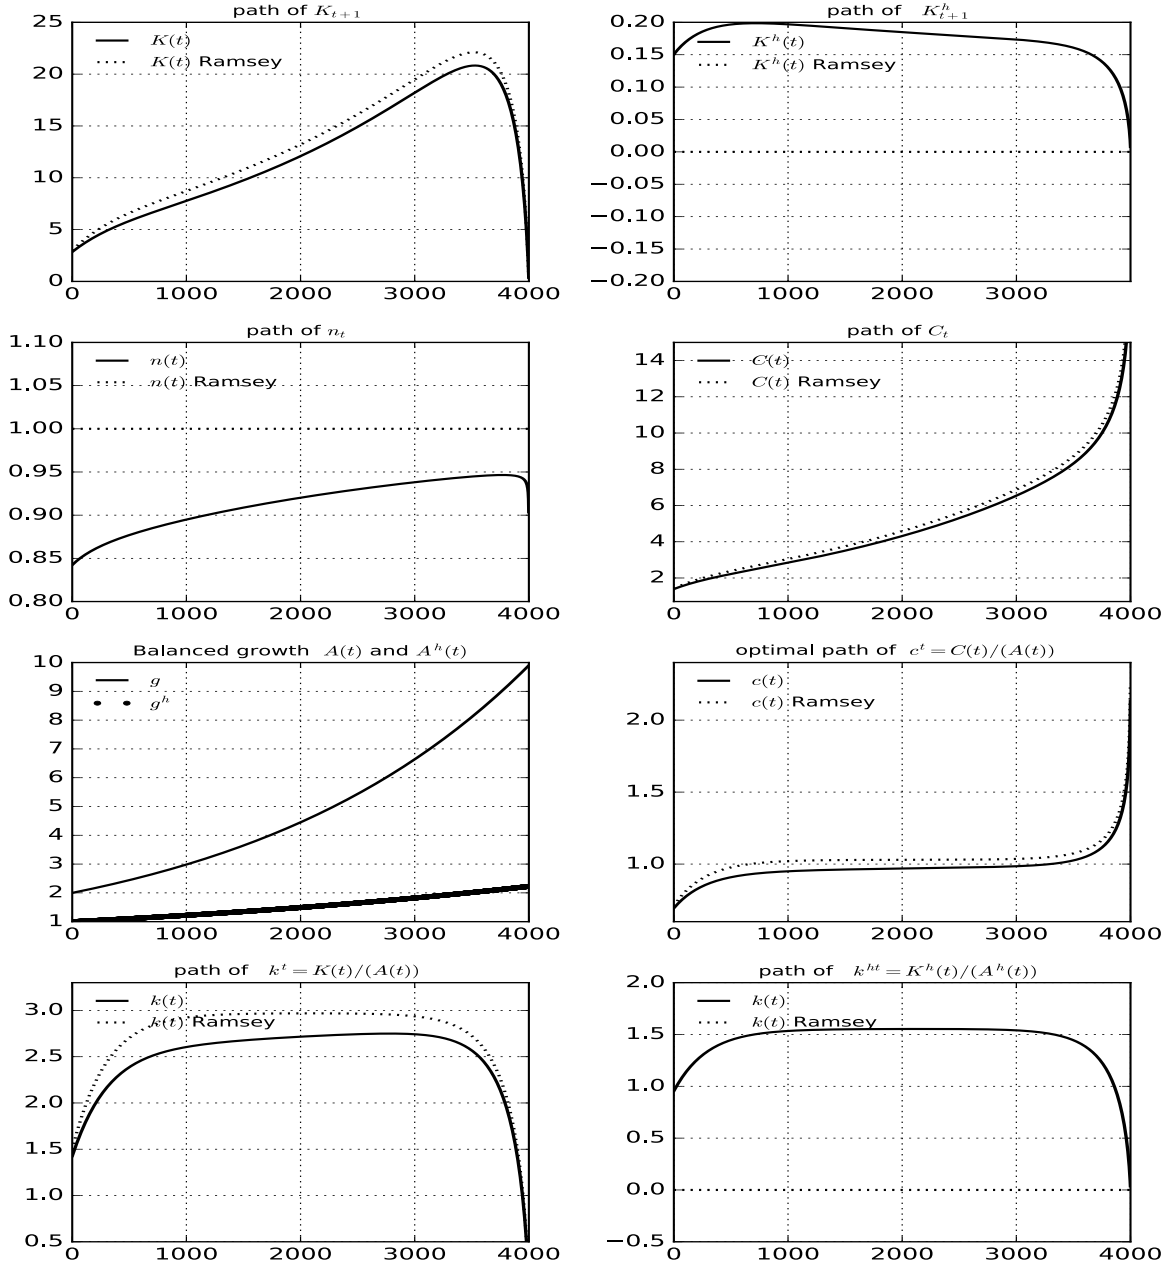 path of K_{t+1}
25
20
15
10
5
0
K(t)
K(t) Ramsey
0 1000 2000 3000 4000
path of K^h_{t+1}
0.20
0.15
0.10
0.05
0.00
−0.05
−0.10
−0.15
−0.20
K^h(t)
K^h(t) Ramsey
0 1000 2000 3000 4000
path of n_t
1.10
1.05
1.00
0.95
0.90
0.85
0.80
n(t)
n(t) Ramsey
0 1000 2000 3000 4000
path of C_t
14
12
10
8
6
4
2
C(t)
C(t) Ramsey
0 1000 2000 3000 4000
Balanced growth A(t) and A^h(t)
10
9
8
7
6
5
4
3
2
1
g
g^h
0 1000 2000 3000 4000
optimal path of c^t = C(t)/(A(t))
2.0
1.0
c(t)
c(t) Ramsey
0 1000 2000 3000 4000
path of k^t = K(t)/(A(t))
3.0
2.5
2.0
1.5
1.0
0.5
k(t)
k(t) Ramsey
0 1000 2000 3000 4000
path of k^{ht} = K^h(t)/(A^h(t))
2.0
1.5
1.0
0.5
0.0
−0.5
k(t)
k(t) Ramsey
0 1000 2000 3000 4000